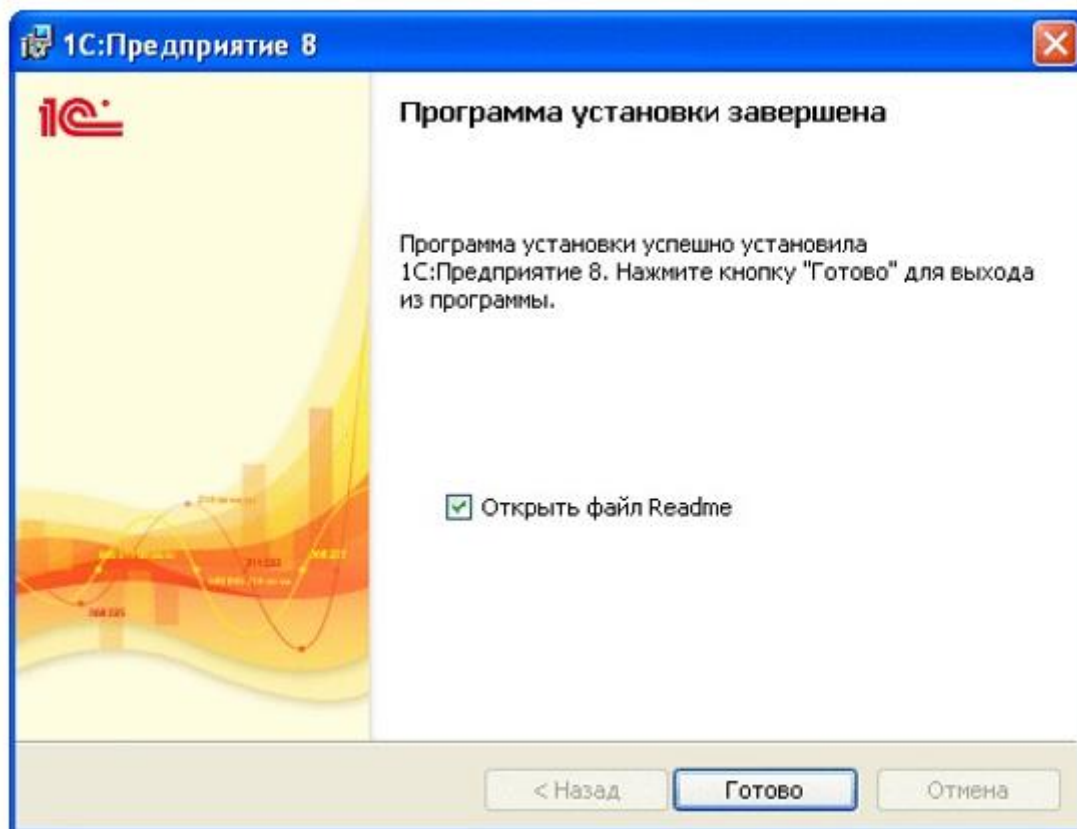 1С:Предприятие 8
1С
Программа установки завершена
Программа установки успешно установила
1С:Предприятие 8. Нажмите кнопку "Готово" для выхода
из программы.
Открыть файл Readme
< Назад
Готово
Отмена